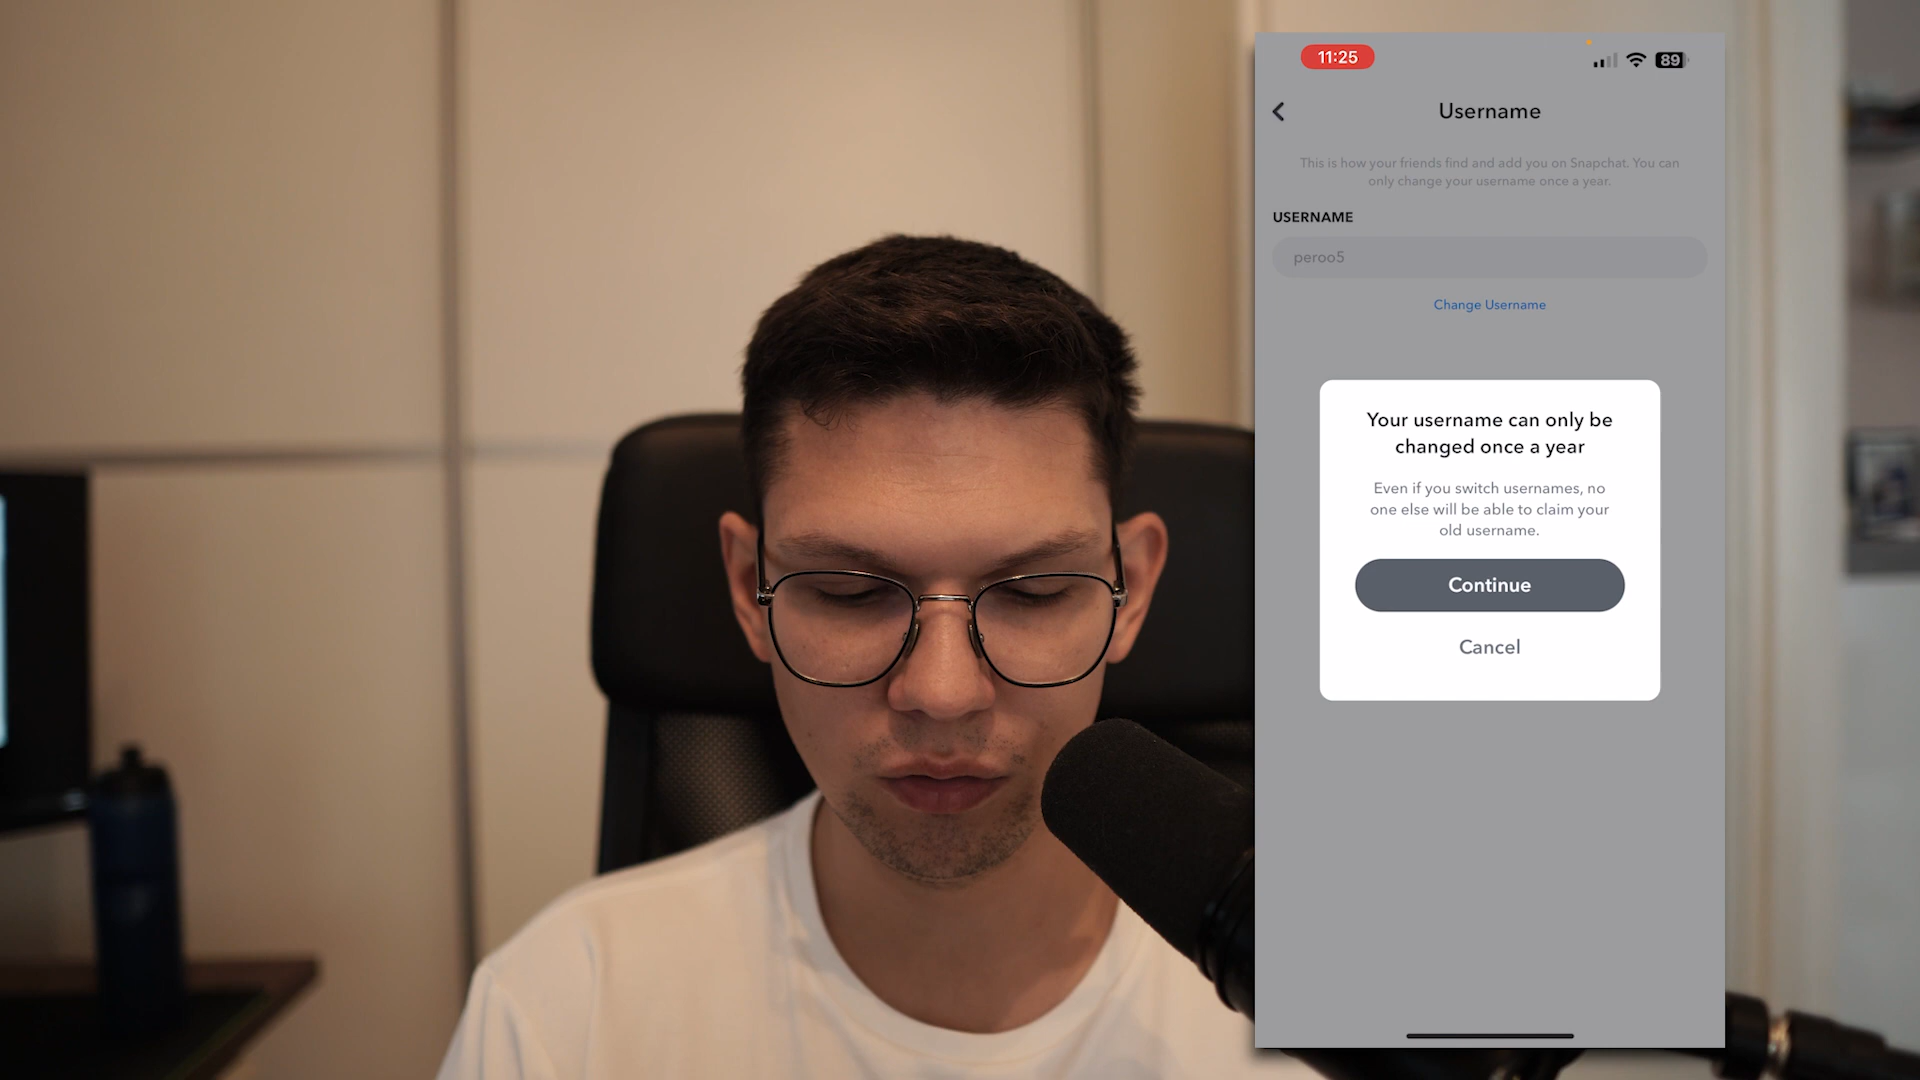 11:25
89
Username
This is how your friends find and add you on Snapchat. You can
only change your username once a year.
USERNAME
peroo5
Change Username
Your username can only be
changed once a year
Even if you switch usernames, no
one else will be able to claim your
old username.
Continue
Cancel